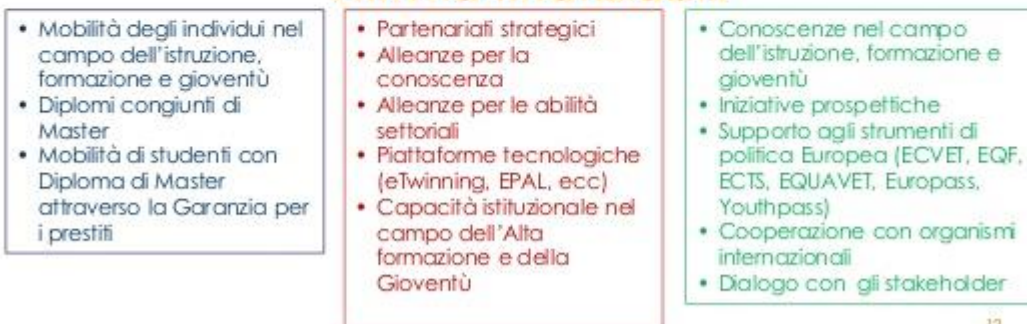 • Mobilità degli individui nel
campo dell'istruzione,
formazione e gioventù
• Diplomi congiunti di
Master
• Mobilità di studenti con
Diploma di Master
attraverso la Garanzia per
i prestiti
• Partenariati strategici
• Alleanze per la
conoscenza
• Alleanze per le abilità
settoriali
• Piattaforme tecnologiche
(eTwinning, EPAL, ecc)
• Capacità istituzionale nel
campo dell'Alta
formazione e della
Gioventù
• Conoscenze nel campo
dell'istruzione, formazione e
gioventù
• Iniziative prospettiche
• Supporto agli strumenti di
politica Europea (ECVET, EQF,
ECTS, EQUAVET, Europass,
Youthpass)
• Cooperazione con organismi
internazionali
• Dialogo con gli stakeholder